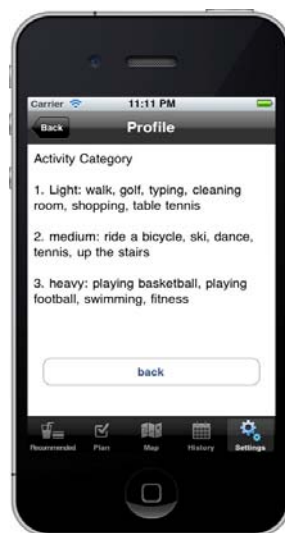 Carrier 11:11 PM
Back Profile
Activity Category
1. Light: walk, golf, typing, cleaning
room, shopping, table tennis
2. medium: ride a bicycle, ski, dance,
tennis, up the stairs
3. heavy: playing basketball, playing
football, swimming, fitness
back
Recommended Plan Map History Settings